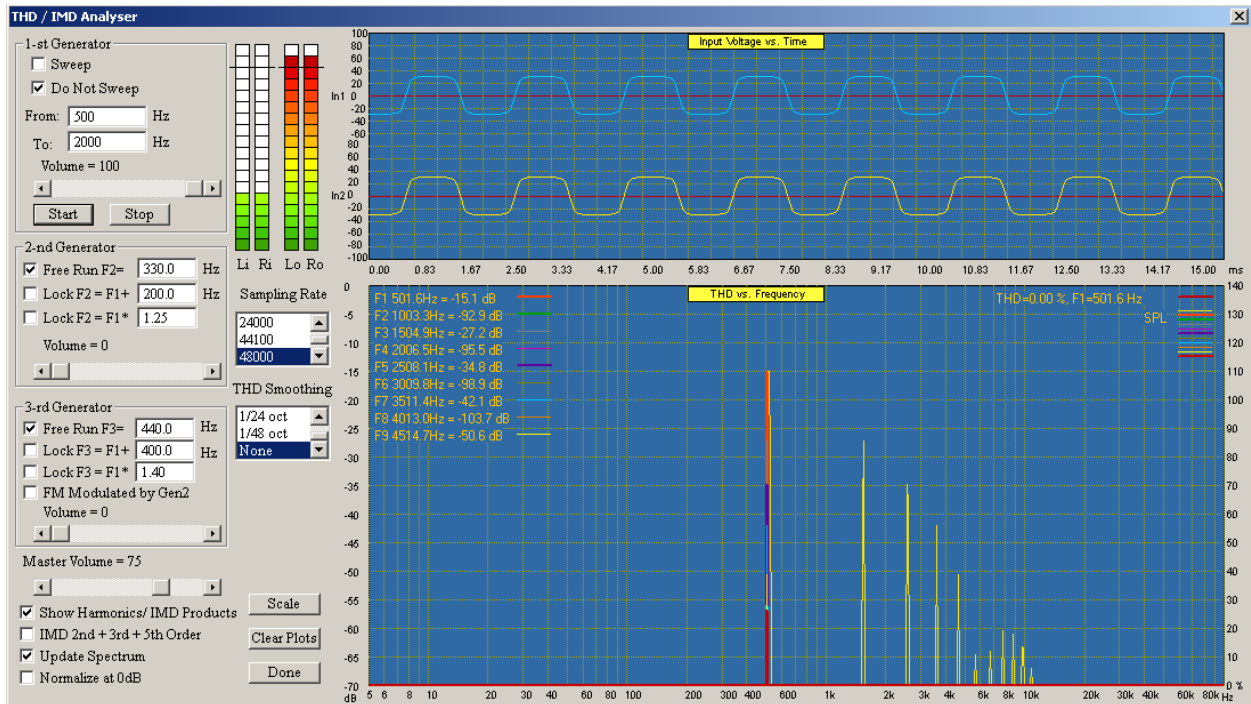 THD / IMD Analyser
1-st Generator
Sweep
Do Not Sweep
From: 500 Hz
To: 2000 Hz
Volume = 100
Start Stop
2-nd Generator
Free Run F2= 330.0 Hz
Lock F2 = F1+ 200.0 Hz
Lock F2 = F1* 1.25
Volume = 0
3-rd Generator
Free Run F3= 440.0 Hz
Lock F3 = F1+ 400.0 Hz
Lock F3 = F1* 1.40
FM Modulated by Gen2
Volume = 0
Master Volume = 75
Show Harmonics/ IMD Products
IMD 2nd + 3rd + 5th Order
Update Spectrum
Normalize at 0dB
Li Ri Lo Ro
Sampling Rate
24000
44100
48000
THD Smoothing
1/24 oct
1/48 oct
None
Scale
Clear Plots
Done
Input Voltage vs. Time
100
80
60
40
20
In1 0
-20
-40
-60
-80
80
60
40
20
In2 0
-20
-40
-60
-80
-100
0.00 0.83 1.67 2.50 3.33 4.17 5.00 5.83 6.67 7.50 8.33 9.17 10.00 10.83 11.67 12.50 13.33 14.17 15.00 ms
THD vs. Frequency
THD=0.00 %, F1=501.6 Hz
SPL
F1 501.6Hz = -15.1 dB
F2 1003.3Hz = -92.9 dB
F3 1504.9Hz = -27.2 dB
F4 2006.5Hz = -95.5 dB
F5 2508.1Hz = -34.8 dB
F6 3009.8Hz = -98.9 dB
F7 3511.4Hz = -42.1 dB
F8 4013.0Hz = -103.7 dB
F9 4514.7Hz = -50.6 dB
0
-5
-10
-15
-20
-25
-30
-35
-40
-45
-50
-55
-60
-65
-70
dB
140
130
120
110
100
90
80
70
60
50
40
30
20
10
0 %
5 6 8 10 20 30 40 60 80 100 200 300 400 600 1k 2k 3k 4k 6k 8k 10k 20k 30k 40k 60k 80k Hz